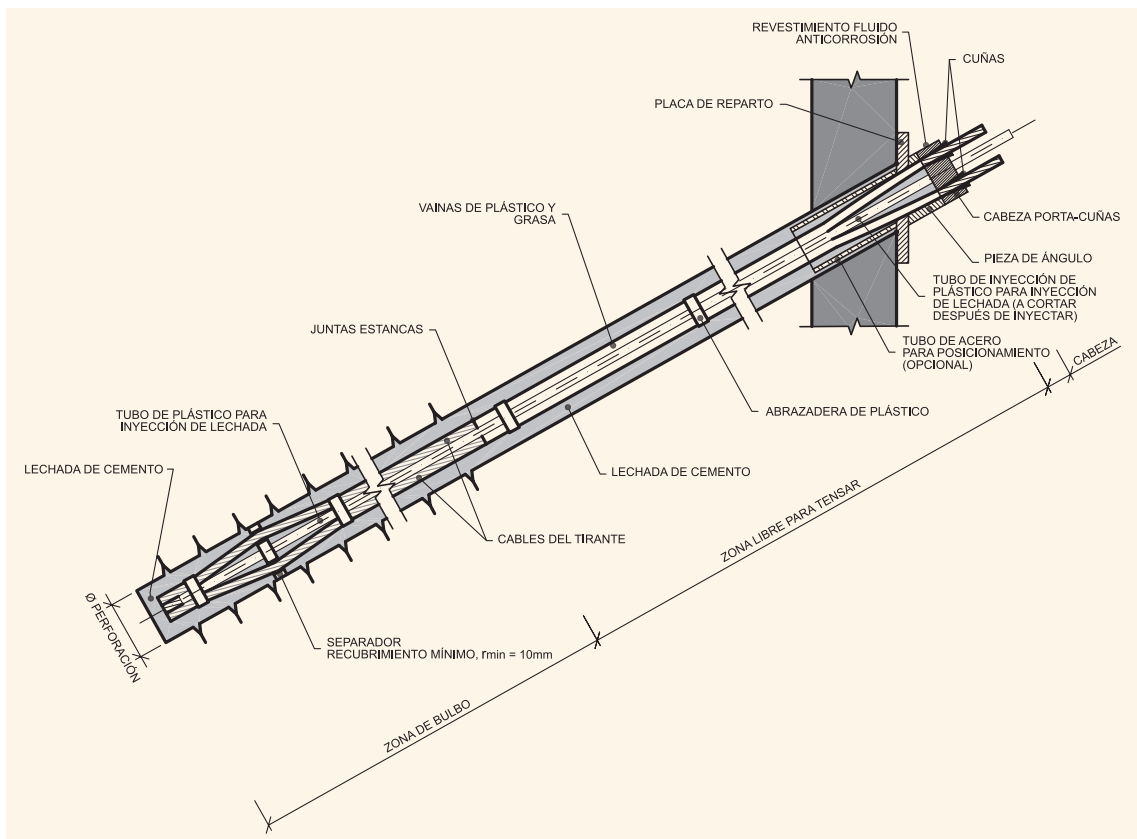 REVESTIMIENTO FLUIDO
ANTICORROSIÓN
CUÑAS
PLACA DE REPARTO
VAINAS DE PLÁSTICO Y
GRASA
CABEZA PORTA-CUÑAS
PIEZA DE ÁNGULO
TUBO DE INYECCIÓN DE
PLÁSTICO PARA INYECCIÓN
DE LECHADA (A CORTAR
DESPUÉS DE INYECTAR)
JUNTAS ESTANCAS
TUBO DE ACERO
PARA POSICIONAMIENTO
(OPCIONAL)
CABEZA
TUBO DE PLÁSTICO PARA
INYECCIÓN DE LECHADA
ABRAZADERA DE PLÁSTICO
LECHADA DE CEMENTO
LECHADA DE CEMENTO
ZONA LIBRE PARA TENSAR
CABLES DEL TIRANTE
Ø PERFORACIÓN
SEPARADOR
RECUBRIMIENTO MÍNIMO, rmin = 10mm
ZONA DE BULBO